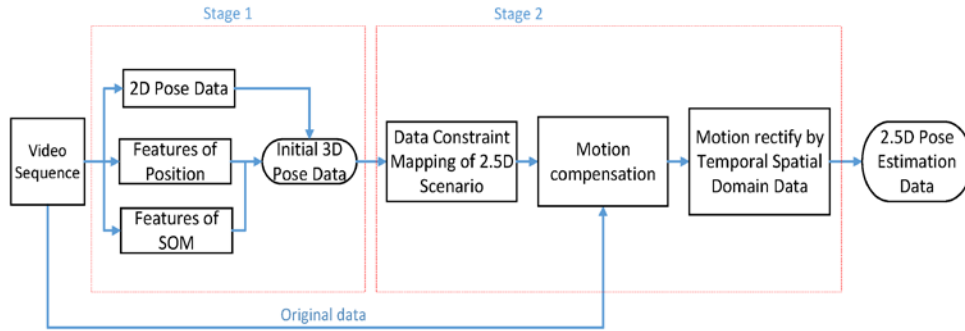 Stage 1
Stage 2
2D Pose Data
Video
Sequence
Features of
Position
Features of
SOM
Initial 3D
Pose Data
Data Constraint
Mapping of 2.5D
Scenario
Motion
compensation
Motion rectify by
Temporal Spatial
Domain Data
2.5D Pose
Estimation
Data
Original data